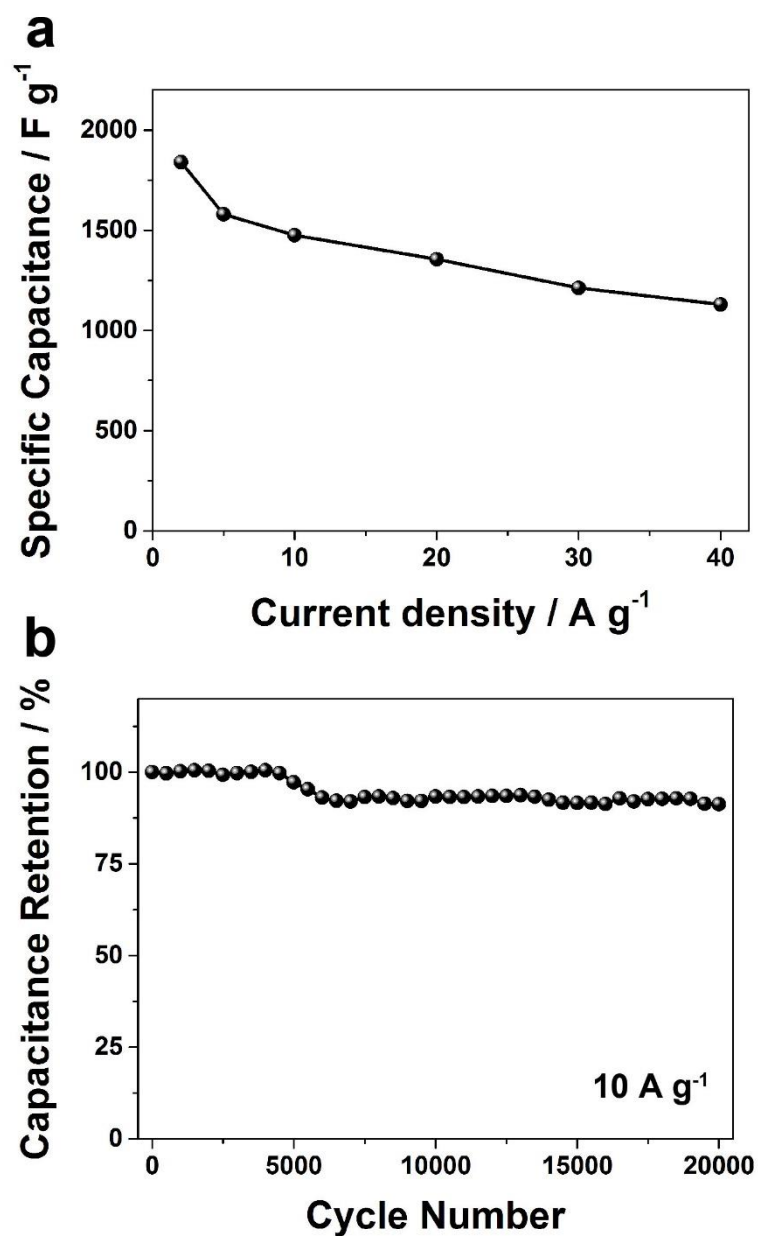 a
Specific Capacitance / F g⁻¹
2000
1500
1000
500
0
0 10 20 30 40
Current density / A g⁻¹
b
Capacitance Retention / %
100
75
50
25
0
10 A g⁻¹
0 5000 10000 15000 20000
Cycle Number